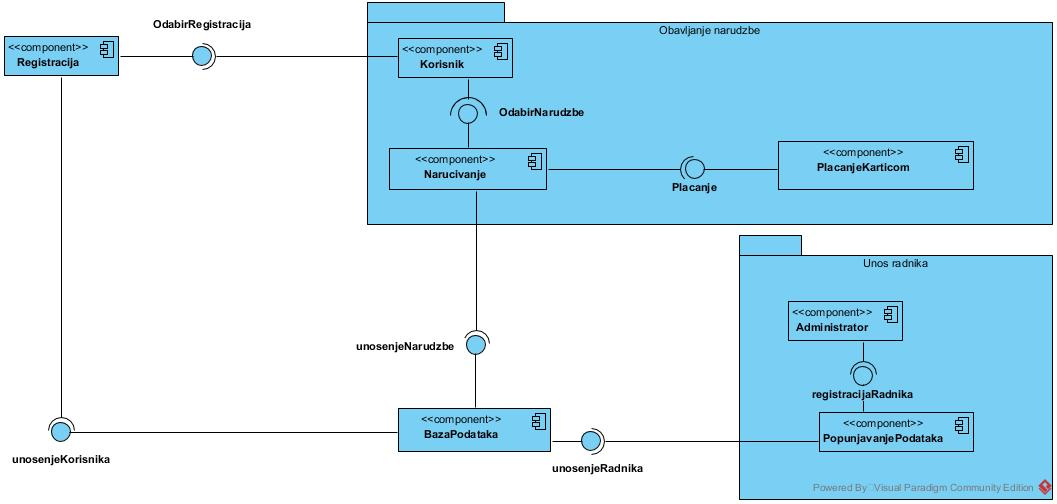 OdabirRegistracija
Obavljanje narudzbe
<<component>>
Registracija
<<component>>
Korisnik
OdabirNarudzbe
<<component>>
Narucivanje
<<component>>
PlacanjeKarticom
Placanje
Unos radnika
<<component>>
Administrator
unosenjeNarudzbe
registracijaRadnika
<<component>>
BazaPodataka
<<component>>
PopunjavanjePodataka
unosenjeKorisnika
unosenjeRadnika
Powered By Visual Paradigm Community Edition